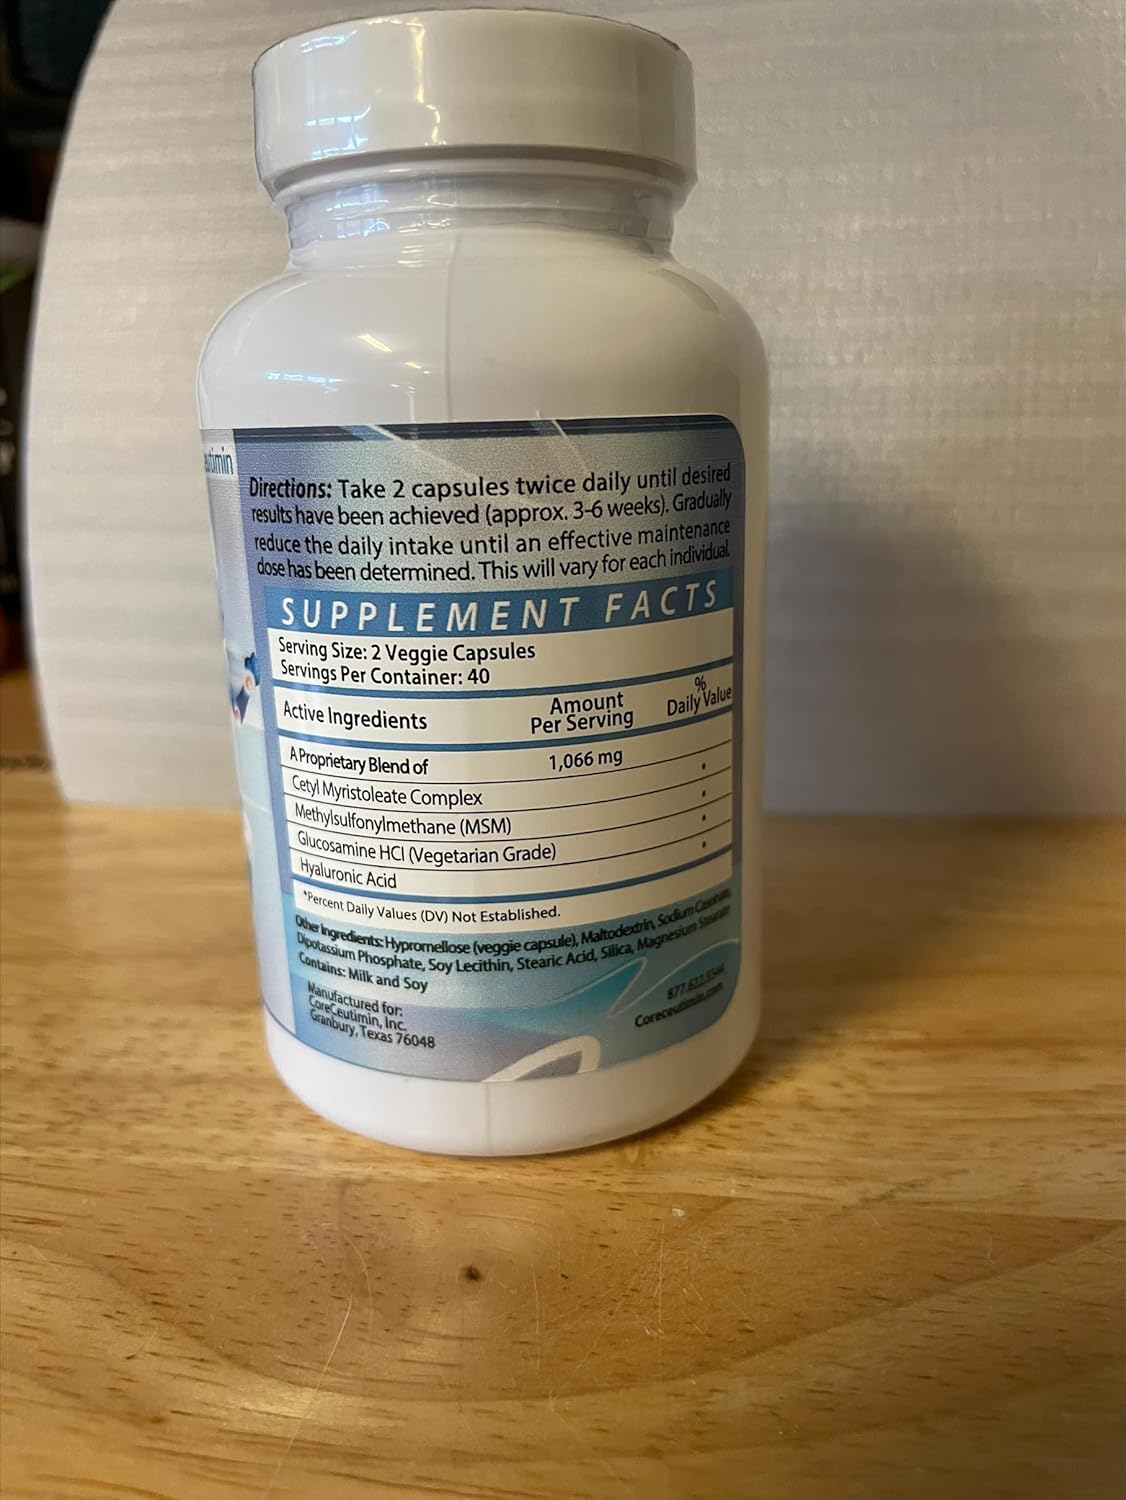 Directions: Take 2 capsules twice daily until desired
results have been achieved (approx. 3-6 weeks). Gradually
reduce the daily intake until an effective maintenance
dose has been determined. This will vary for each individual.
SUPPLEMENT FACTS
Serving Size: 2 Veggie Capsules
Servings Per Container: 40
Active Ingredients Amount Per Serving % Daily Value
A Proprietary Blend of 1,066 mg
Cetyl Myristoleate Complex •
Methylsulfonylmethane (MSM) •
Glucosamine HCl (Vegetarian Grade) •
Hyaluronic Acid •
*Percent Daily Values (DV) Not Established.
Other Ingredients: Hypromellose (veggie capsule), Maltodextrin, Sodium Caseinate,
Dipotassium Phosphate, Soy Lecithin, Stearic Acid, Silica, Magnesium Stearate
Contains: Milk and Soy
Manufactured for:
CoreCeutimin, Inc.
Granbury, Texas 76048
Coreceutimin.com